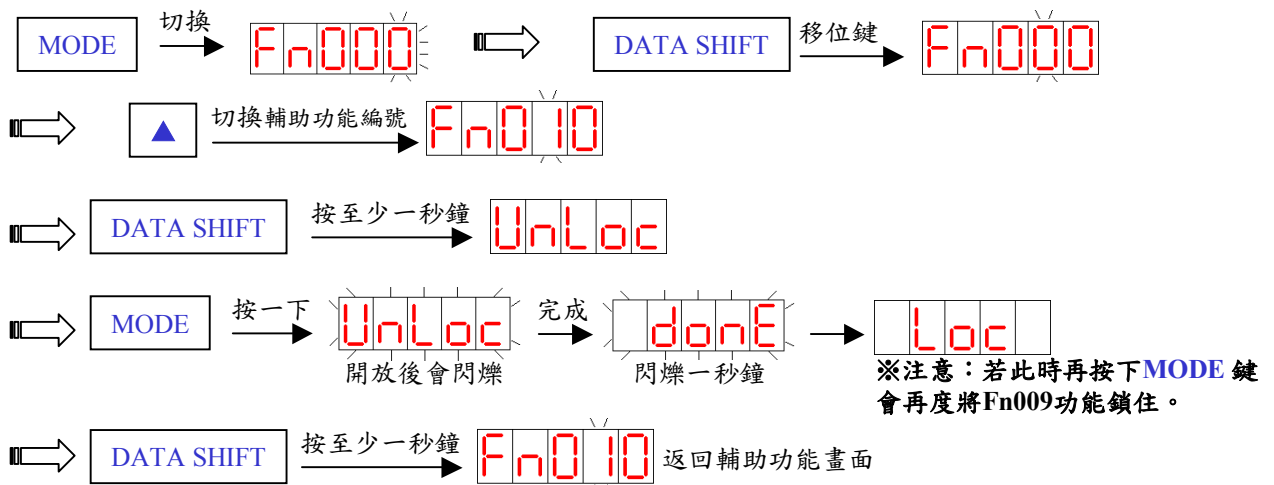 MODE 切換 Fn000 DATA SHIFT 移位鍵 Fn000
▲ 切換輔助功能編號 Fn010
DATA SHIFT 按至少一秒鐘 UnLoc
MODE 按一下 UnLoc 完成 donE Loc
開放後會閃爍 閃爍一秒鐘 ※注意：若此時再按下MODE 鍵
會再度將Fn009功能鎖住。
DATA SHIFT 按至少一秒鐘 Fn010 返回輔助功能畫面